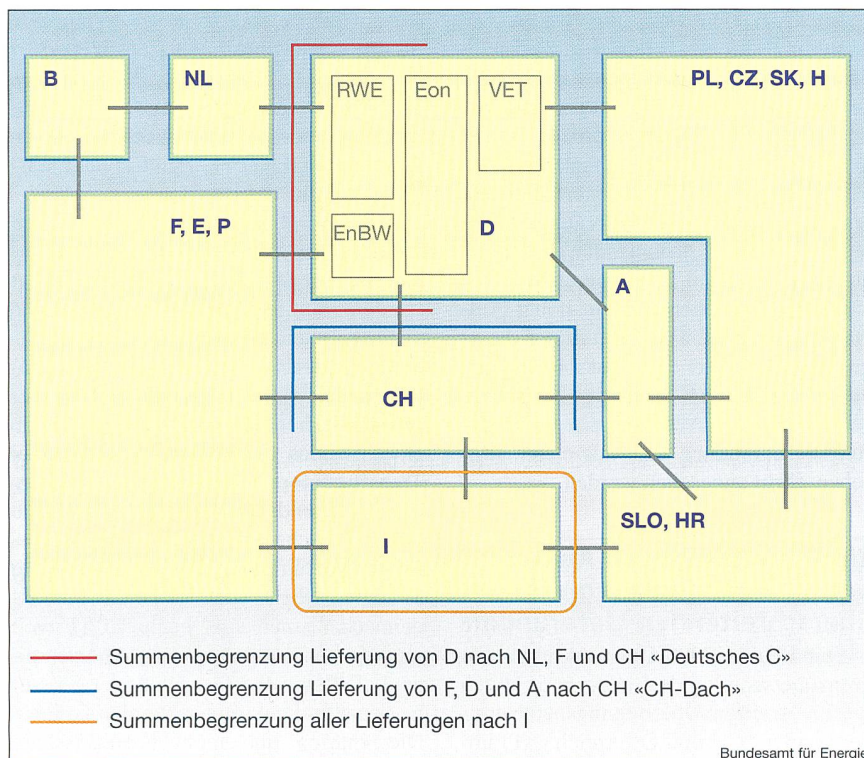 B
NL
RWE
Eon
VET
PL, CZ, SK, H
F, E, P
EnBW
D
A
CH
I
SLO, HR
Summenbegrenzung Lieferung von D nach NL, F und CH «Deutsches C»
Summenbegrenzung Lieferung von F, D und A nach CH «CH-Dach»
Summenbegrenzung aller Lieferungen nach I
Bundesamt für Energie